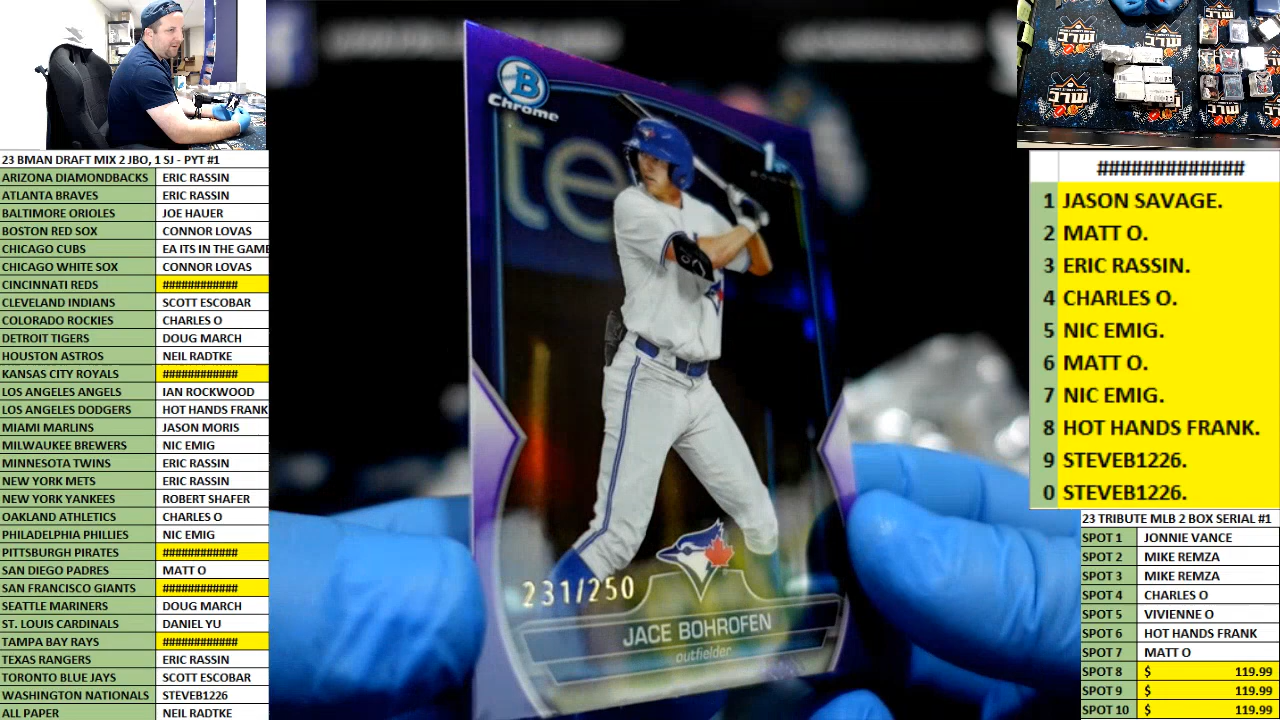 23 BMAN DRAFT MIX 2 JBO, 1 SJ - PYT #1
ARIZONA DIAMONDBACKS ERIC RASSIN
ATLANTA BRAVES ERIC RASSIN
BALTIMORE ORIOLES JOE HAUER
BOSTON RED SOX CONNOR LOVAS
CHICAGO CUBS EA ITS IN THE GAME
CHICAGO WHITE SOX CONNOR LOVAS
CINCINNATI REDS ############
CLEVELAND INDIANS SCOTT ESCOBAR
COLORADO ROCKIES CHARLES O
DETROIT TIGERS DOUG MARCH
HOUSTON ASTROS NEIL RADTKE
KANSAS CITY ROYALS ############
LOS ANGELES ANGELS IAN ROCKWOOD
LOS ANGELES DODGERS HOT HANDS FRANK
MIAMI MARLINS JASON MORIS
MILWAUKEE BREWERS NIC EMIG
MINNESOTA TWINS ERIC RASSIN
NEW YORK METS ERIC RASSIN
NEW YORK YANKEES ROBERT SHAFER
OAKLAND ATHLETICS CHARLES O
PHILADELPHIA PHILLIES NIC EMIG
PITTSBURGH PIRATES ############
SAN DIEGO PADRES MATT O
SAN FRANCISCO GIANTS ############
SEATTLE MARINERS DOUG MARCH
ST. LOUIS CARDINALS DANIEL YU
TAMPA BAY RAYS ############
TEXAS RANGERS ERIC RASSIN
TORONTO BLUE JAYS SCOTT ESCOBAR
WASHINGTON NATIONALS STEVEB1226
ALL PAPER NEIL RADTKE
B
Chrome
te
1
231/250
JACE BOHROFEN
outfielder
##############
1 JASON SAVAGE.
2 MATT O.
3 ERIC RASSIN.
4 CHARLES O.
5 NIC EMIG.
6 MATT O.
7 NIC EMIG.
8 HOT HANDS FRANK.
9 STEVEB1226.
0 STEVEB1226.
23 TRIBUTE MLB 2 BOX SERIAL #1
SPOT 1 JONNIE VANCE
SPOT 2 MIKE REMZA
SPOT 3 MIKE REMZA
SPOT 4 CHARLES O
SPOT 5 VIVIENNE O
SPOT 6 HOT HANDS FRANK
SPOT 7 MATT O
SPOT 8 $ 119.99
SPOT 9 $ 119.99
SPOT 10 $ 119.99